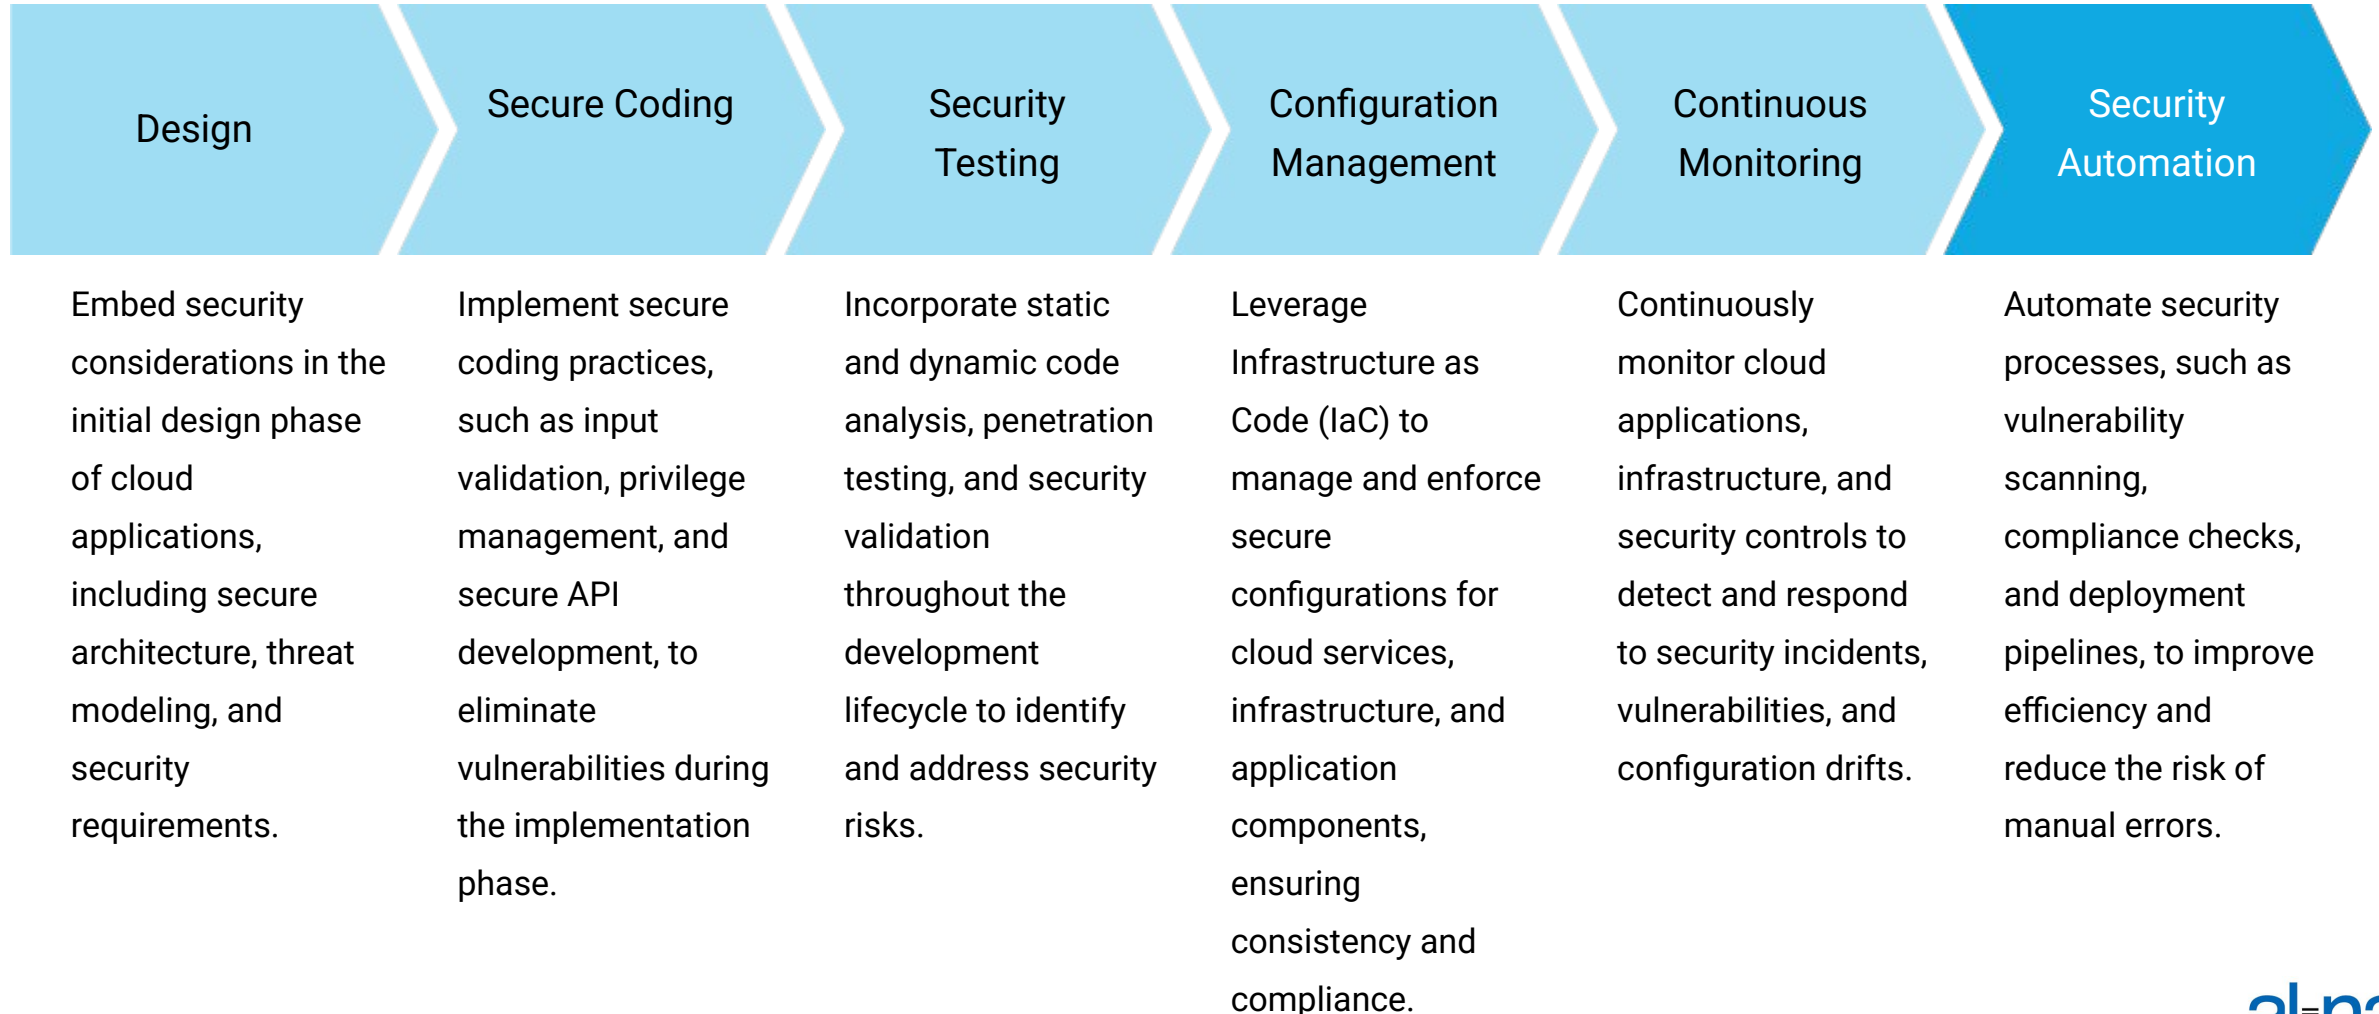 Design
Secure Coding
Security
Testing
Configuration
Management
Continuous
Monitoring
Security
Automation
Embed security
considerations in the
initial design phase
of cloud
applications,
including secure
architecture, threat
modeling, and
security
requirements.
Implement secure
coding practices,
such as input
validation, privilege
management, and
secure API
development, to
eliminate
vulnerabilities during
the implementation
phase.
Incorporate static
and dynamic code
analysis, penetration
testing, and security
validation
throughout the
development
lifecycle to identify
and address security
risks.
Leverage
Infrastructure as
Code (IaC) to
manage and enforce
secure
configurations for
cloud services,
infrastructure, and
application
components,
ensuring
consistency and
compliance.
Continuously
monitor cloud
applications,
infrastructure, and
security controls to
detect and respond
to security incidents,
vulnerabilities, and
configuration drifts.
Automate security
processes, such as
vulnerability
scanning,
compliance checks,
and deployment
pipelines, to improve
efficiency and
reduce the risk of
manual errors.